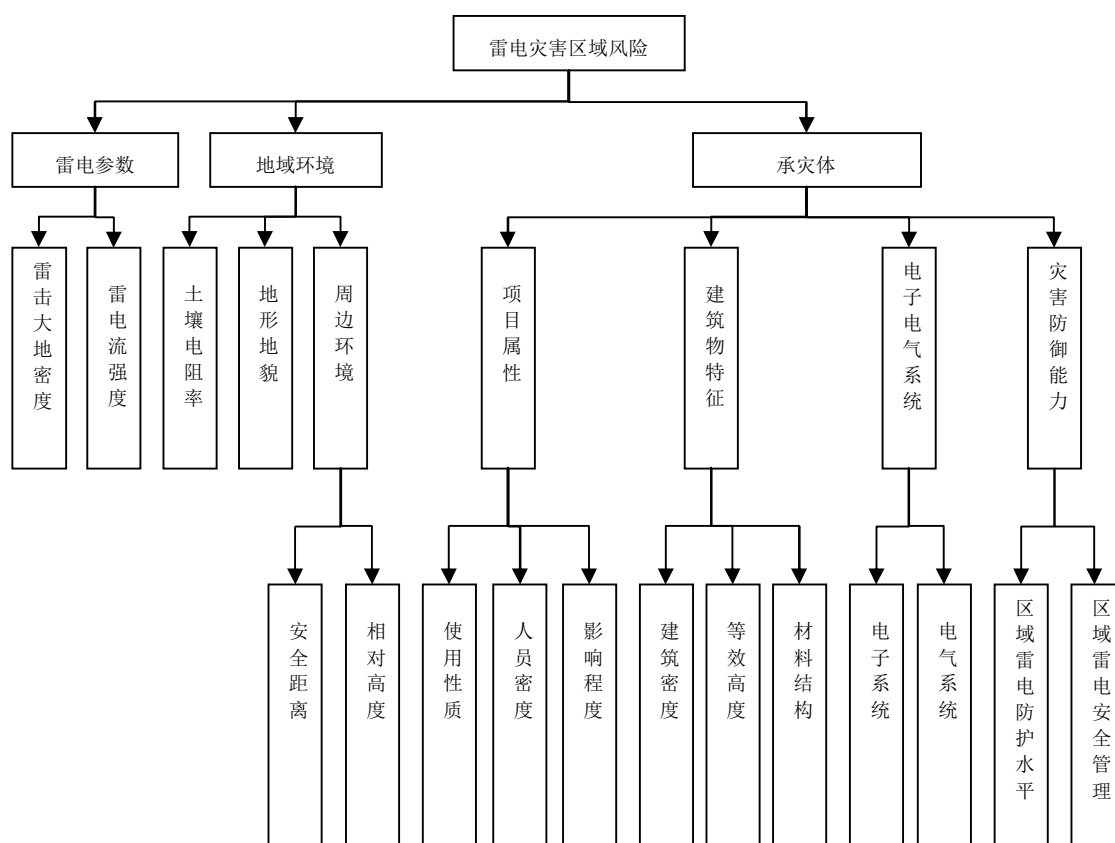 雷电灾害区域风险
雷电参数
地域环境
承灾体
雷击大地密度
雷电流强度
土壤电阻率
地形地貌
周边环境
项目属性
建筑物特征
电子电气系统
灾害防御能力
安全距离
相对高度
使用性质
人员密度
影响程度
建筑密度
等效高度
材料结构
电子系统
电气系统
区域雷电防护水平
区域雷电安全管理